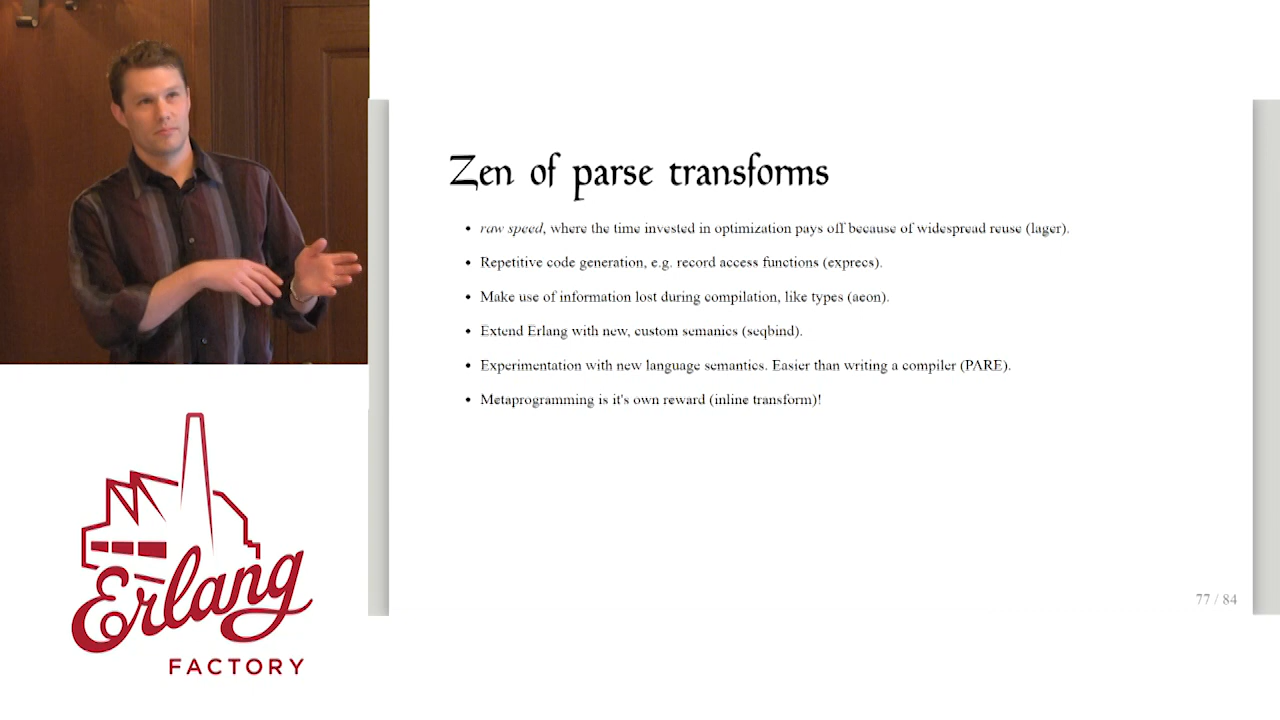 Zen of parse transforms
• raw speed, where the time invested in optimization pays off because of widespread reuse (lager).
• Repetitive code generation, e.g. record access functions (exprecs).
• Make use of information lost during compilation, like types (aeon).
• Extend Erlang with new, custom semanics (seqbind).
• Experimentation with new language semantics. Easier than writing a compiler (PARE).
• Metaprogramming is it's own reward (inline transform)!
77 / 84
Erlang
FACTORY